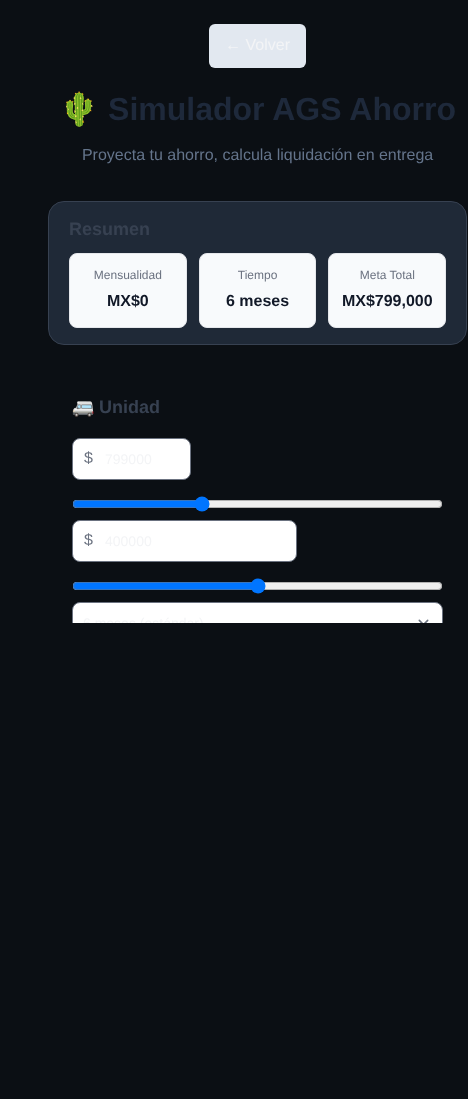 ← Volver
🌵 Simulador AGS Ahorro
Proyecta tu ahorro, calcula liquidación en entrega
Resumen
Mensualidad
MX$0
Tiempo
6 meses
Meta Total
MX$799,000
🚐 Unidad
$ 799000
$ 400000